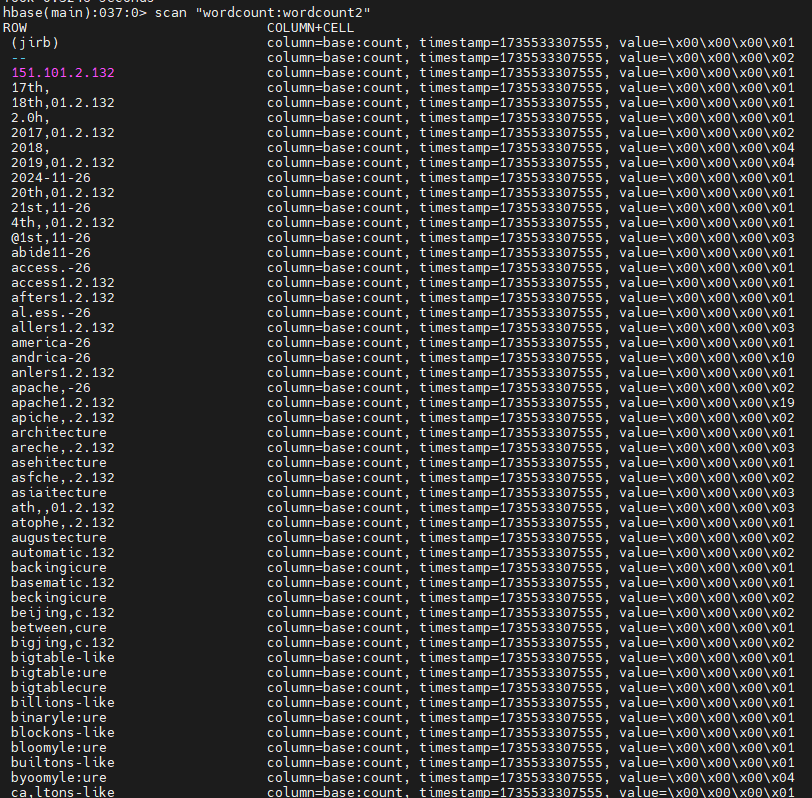 hbase(main):037:0> scan "wordcount:wordcount2"
ROW COLUMN+CELL
(jirb) column=base:count, timestamp=1735533307555, value=\x00\x00\x00\x01
-- column=base:count, timestamp=1735533307555, value=\x00\x00\x00\x02
151.101.2.132 column=base:count, timestamp=1735533307555, value=\x00\x00\x00\x01
17th, column=base:count, timestamp=1735533307555, value=\x00\x00\x00\x01
18th,01.2.132 column=base:count, timestamp=1735533307555, value=\x00\x00\x00\x01
2.0h, column=base:count, timestamp=1735533307555, value=\x00\x00\x00\x01
2017,01.2.132 column=base:count, timestamp=1735533307555, value=\x00\x00\x00\x02
2018, column=base:count, timestamp=1735533307555, value=\x00\x00\x00\x04
2019,01.2.132 column=base:count, timestamp=1735533307555, value=\x00\x00\x00\x04
2024-11-26 column=base:count, timestamp=1735533307555, value=\x00\x00\x00\x01
20th,01.2.132 column=base:count, timestamp=1735533307555, value=\x00\x00\x00\x01
21st,11-26 column=base:count, timestamp=1735533307555, value=\x00\x00\x00\x01
4th,,01.2.132 column=base:count, timestamp=1735533307555, value=\x00\x00\x00\x01
@1st,11-26 column=base:count, timestamp=1735533307555, value=\x00\x00\x00\x03
abide11-26 column=base:count, timestamp=1735533307555, value=\x00\x00\x00\x01
access.-26 column=base:count, timestamp=1735533307555, value=\x00\x00\x00\x01
access1.2.132 column=base:count, timestamp=1735533307555, value=\x00\x00\x00\x01
afters1.2.132 column=base:count, timestamp=1735533307555, value=\x00\x00\x00\x01
al.ess.-26 column=base:count, timestamp=1735533307555, value=\x00\x00\x00\x01
allers1.2.132 column=base:count, timestamp=1735533307555, value=\x00\x00\x00\x03
america-26 column=base:count, timestamp=1735533307555, value=\x00\x00\x00\x01
andrica-26 column=base:count, timestamp=1735533307555, value=\x00\x00\x00\x10
anlers1.2.132 column=base:count, timestamp=1735533307555, value=\x00\x00\x00\x01
apache,-26 column=base:count, timestamp=1735533307555, value=\x00\x00\x00\x02
apache1.2.132 column=base:count, timestamp=1735533307555, value=\x00\x00\x00\x19
apiche,.2.132 column=base:count, timestamp=1735533307555, value=\x00\x00\x00\x02
architecture column=base:count, timestamp=1735533307555, value=\x00\x00\x00\x01
areche,.2.132 column=base:count, timestamp=1735533307555, value=\x00\x00\x00\x03
asehitecture column=base:count, timestamp=1735533307555, value=\x00\x00\x00\x01
asfche,.2.132 column=base:count, timestamp=1735533307555, value=\x00\x00\x00\x02
asiaitecture column=base:count, timestamp=1735533307555, value=\x00\x00\x00\x03
ath,,01.2.132 column=base:count, timestamp=1735533307555, value=\x00\x00\x00\x03
atophe,.2.132 column=base:count, timestamp=1735533307555, value=\x00\x00\x00\x01
augustecture column=base:count, timestamp=1735533307555, value=\x00\x00\x00\x02
automatic.132 column=base:count, timestamp=1735533307555, value=\x00\x00\x00\x02
backingicure column=base:count, timestamp=1735533307555, value=\x00\x00\x00\x01
basematic.132 column=base:count, timestamp=1735533307555, value=\x00\x00\x00\x01
beckingicure column=base:count, timestamp=1735533307555, value=\x00\x00\x00\x02
beijing,c.132 column=base:count, timestamp=1735533307555, value=\x00\x00\x00\x02
between,cure column=base:count, timestamp=1735533307555, value=\x00\x00\x00\x01
bigjing,c.132 column=base:count, timestamp=1735533307555, value=\x00\x00\x00\x02
bigtable-like column=base:count, timestamp=1735533307555, value=\x00\x00\x00\x01
bigtable:ure column=base:count, timestamp=1735533307555, value=\x00\x00\x00\x01
bigtablecure column=base:count, timestamp=1735533307555, value=\x00\x00\x00\x01
billions-like column=base:count, timestamp=1735533307555, value=\x00\x00\x00\x01
binaryle:ure column=base:count, timestamp=1735533307555, value=\x00\x00\x00\x01
blockons-like column=base:count, timestamp=1735533307555, value=\x00\x00\x00\x01
bloomyle:ure column=base:count, timestamp=1735533307555, value=\x00\x00\x00\x01
builtons-like column=base:count, timestamp=1735533307555, value=\x00\x00\x00\x01
byoomyle:ure column=base:count, timestamp=1735533307555, value=\x00\x00\x00\x04
ca,ltons-like column=base:count, timestamp=1735533307555, value=\x00\x00\x00\x01